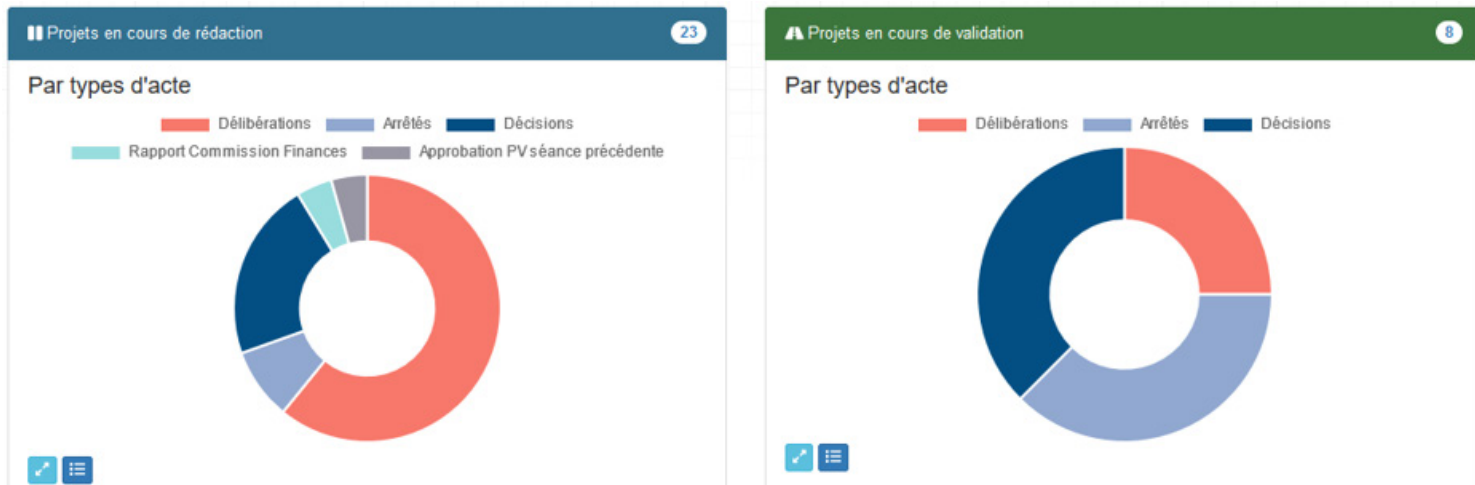 Projets en cours de rédaction 23
Par types d'acte
Délibérations Arrêtés Décisions
Rapport Commission Finances Approbation PV séance précédente
Projets en cours de validation 8
Par types d'acte
Délibérations Arrêtés Décisions